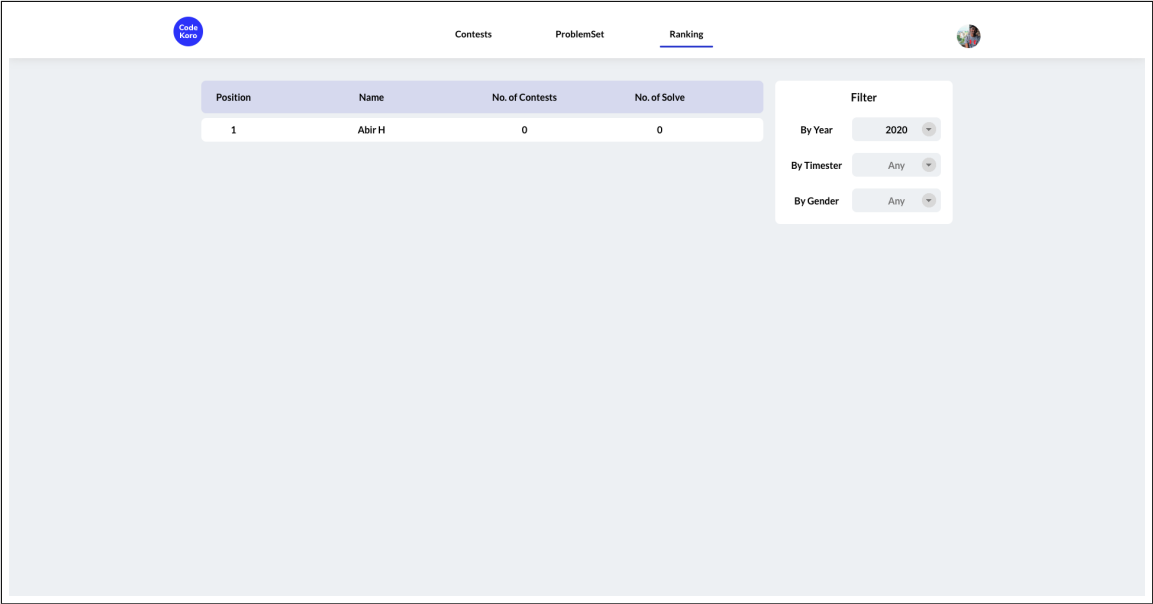 Code
Koro
Contests ProblemSet Ranking
Position Name No. of Contests No. of Solve
1 Abir H 0 0
Filter
By Year 2020
By Timester Any
By Gender Any